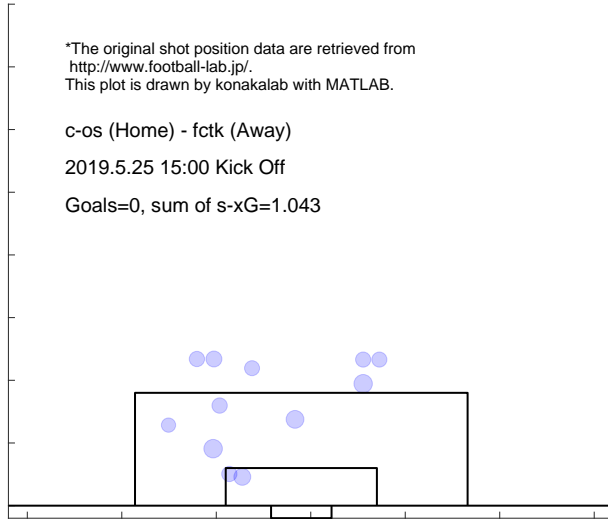 *The original shot position data are retrieved from
http://www.football-lab.jp/.
This plot is drawn by konakalab with MATLAB.
c-os (Home) - fctk (Away)
2019.5.25 15:00 Kick Off
Goals=0, sum of s-xG=1.043